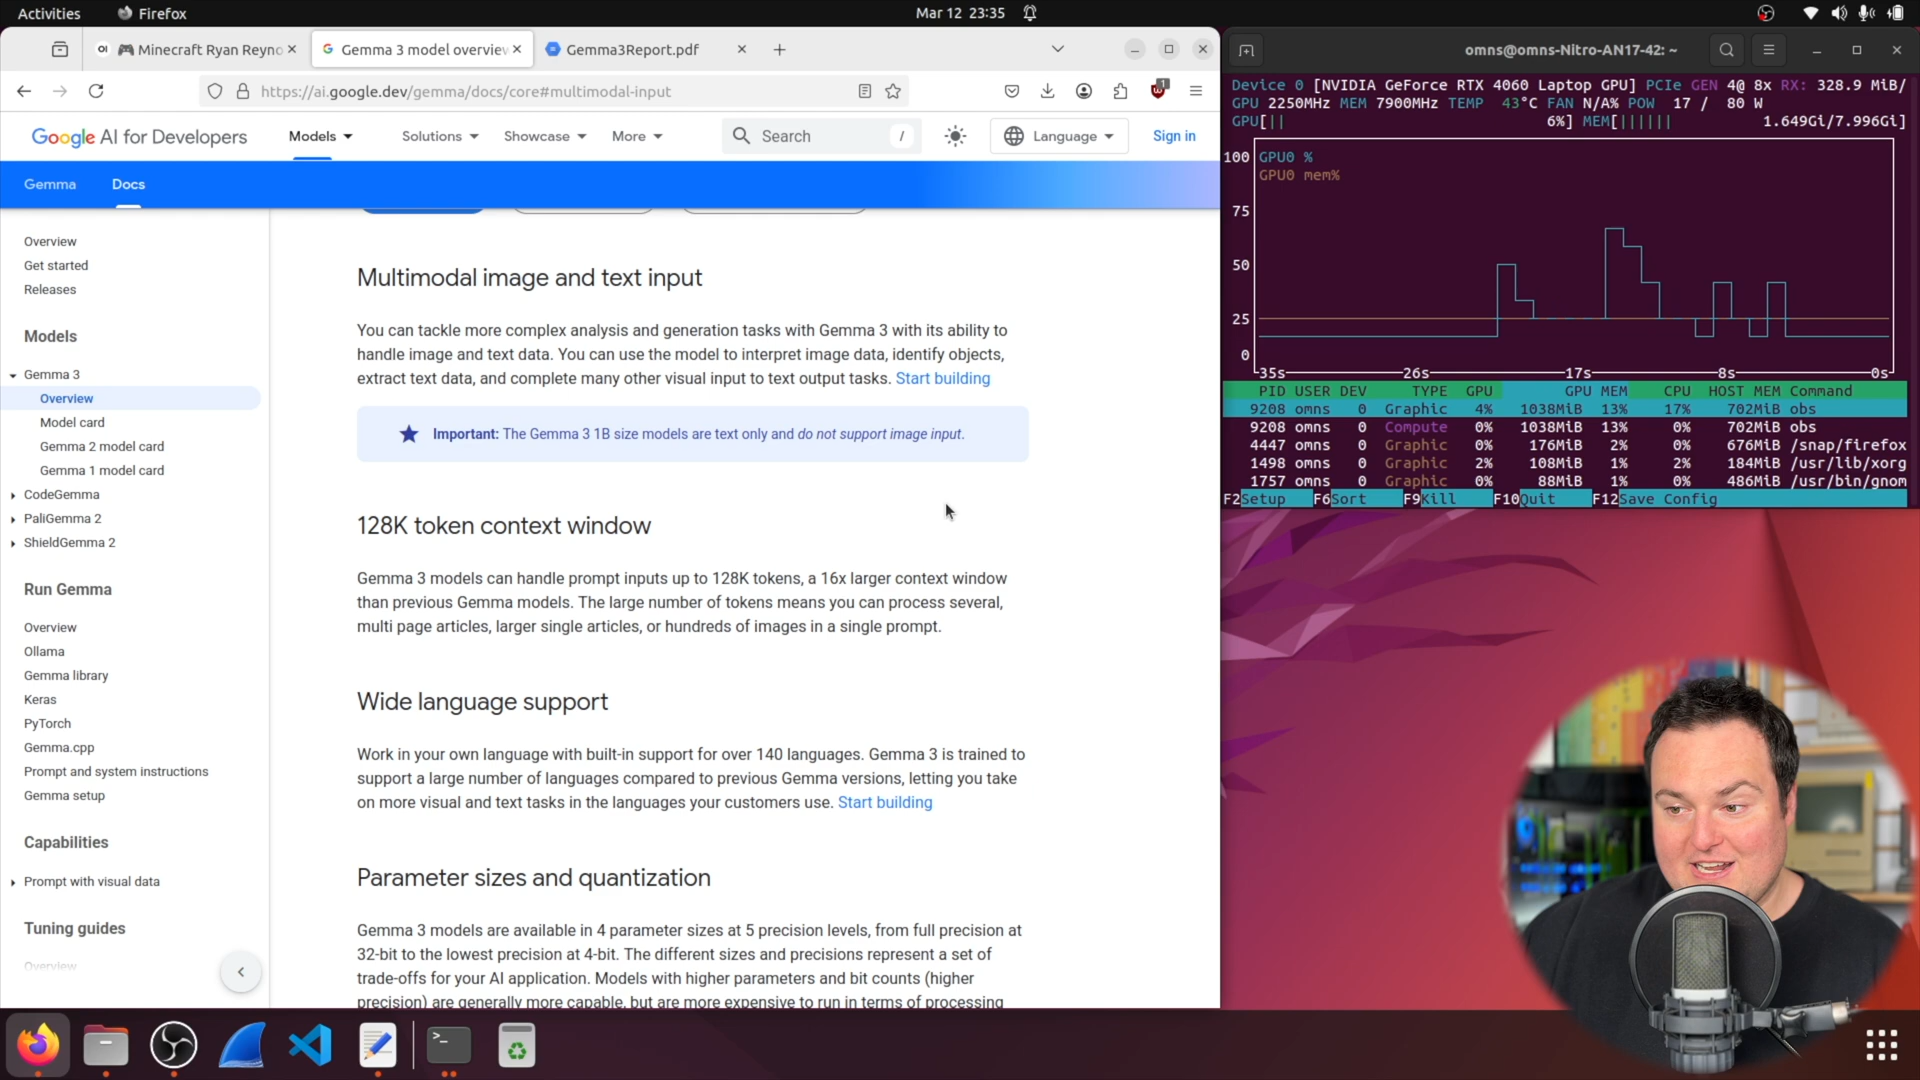 Activities
Firefox
Mar 12 23:35
Minecraft Ryan Reyno
Gemma 3 model overvie
Gemma3Report.pdf
https://ai.google.dev/gemma/docs/core#multimodal-input
1
Google AI for Developers
Models
Solutions
Showcase
More
Search
/
Language
Sign in
Gemma
Docs
Overview
Get started
Releases
Models
Gemma 3
Overview
Model card
Gemma 2 model card
Gemma 1 model card
CodeGemma
PaliGemma 2
ShieldGemma 2
Run Gemma
Overview
Ollama
Gemma library
Keras
PyTorch
Gemma.cpp
Prompt and system instructions
Gemma setup
Capabilities
Prompt with visual data
Tuning guides
Overview
Multimodal image and text input
You can tackle more complex analysis and generation tasks with Gemma 3 with its ability to
handle image and text data. You can use the model to interpret image data, identify objects,
extract text data, and complete many other visual input to text output tasks. Start building
Important: The Gemma 3 1B size models are text only and do not support image input.
128K token context window
Gemma 3 models can handle prompt inputs up to 128K tokens, a 16x larger context window
than previous Gemma models. The large number of tokens means you can process several,
multi page articles, larger single articles, or hundreds of images in a single prompt.
Wide language support
Work in your own language with built-in support for over 140 languages. Gemma 3 is trained to
support a large number of languages compared to previous Gemma versions, letting you take
on more visual and text tasks in the languages your customers use. Start building
Parameter sizes and quantization
Gemma 3 models are available in 4 parameter sizes at 5 precision levels, from full precision at
32-bit to the lowest precision at 4-bit. The different sizes and precisions represent a set of
trade-offs for your AI application. Models with higher parameters and bit counts (higher
precision) are generally more capable, but are more expensive to run in terms of processing
omns@omns-Nitro-AN17-42: ~
Device 0 [NVIDIA GeForce RTX 4060 Laptop GPU] PCIe GEN 4@ 8x RX: 328.9 MiB/
GPU 2250MHz MEM 7900MHz TEMP 43°C FAN N/A% POW 17 / 80 W
GPU[|| 6%] MEM[|||||| 1.649Gi/7.996Gi]
100 GPU0 %
GPU0 mem%
75
50
25
0
35s 26s 17s 8s 0s
PID USER DEV TYPE GPU GPU MEM CPU HOST MEM Command
9208 omns 0 Graphic 4% 1038MiB 13% 17% 702MiB obs
9208 omns 0 Compute 0% 1038MiB 13% 0% 702MiB obs
4447 omns 0 Graphic 0% 176MiB 2% 0% 676MiB /snap/firefox
1498 omns 0 Graphic 2% 108MiB 1% 2% 184MiB /usr/lib/xorg
1757 omns 0 Graphic 0% 88MiB 1% 0% 486MiB /usr/bin/gnom
F2Setup F6Sort F9Kill F10Quit F12Save Config